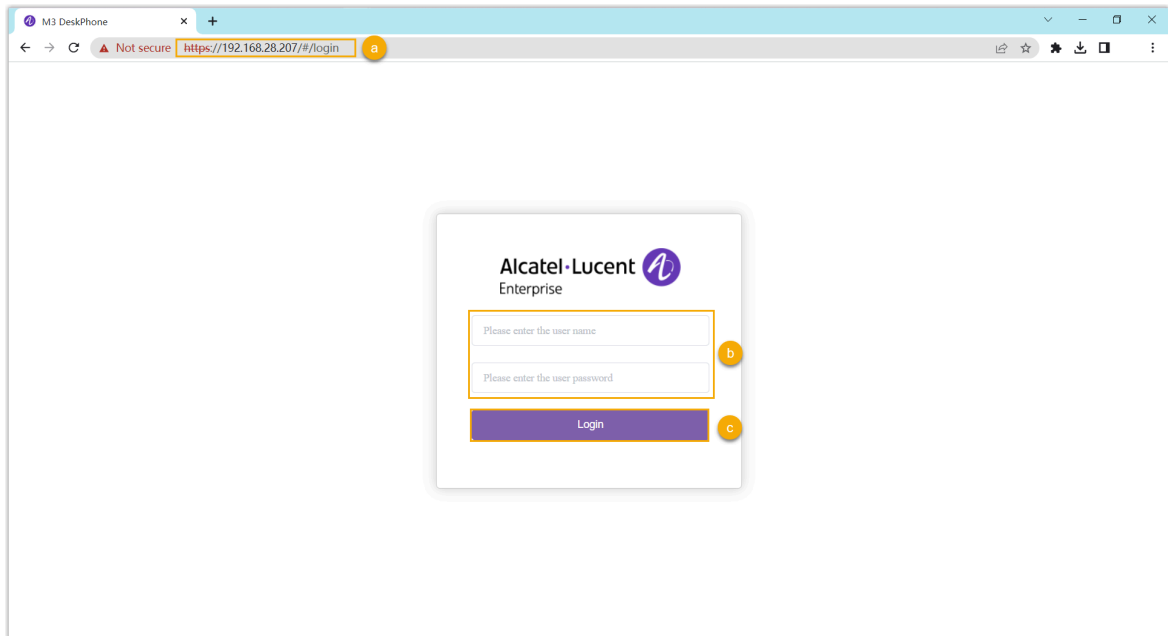 M3 DeskPhone
Not secure https://192.168.28.207/#/login a
Alcatel·Lucent
Enterprise
Please enter the user name
b
Please enter the user password
Login c